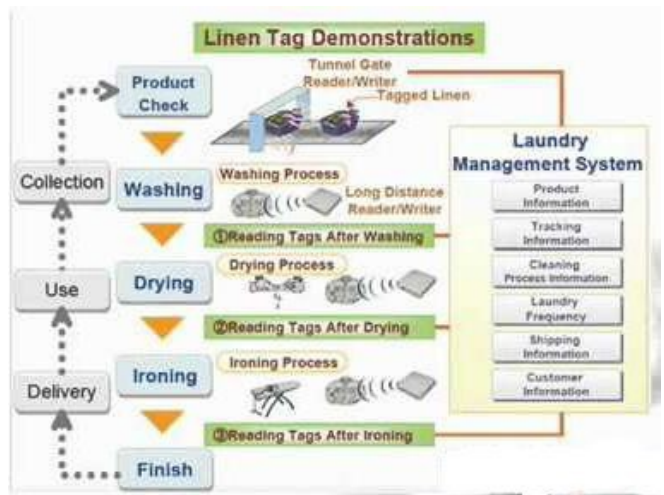 Linen Tag Demonstrations
Product
Check
Tunnel Gate
Reader/Writer
Tagged Linen
Collection
Washing
Washing Process
Long Distance
Reader/Writer
①Reading Tags After Washing
Use
Drying
Drying Process
②Reading Tags After Drying
Delivery
Ironing
Ironing Process
③Reading Tags After Ironing
Finish
Laundry
Management System
Product
Information
Tracking
Information
Cleaning
Process Information
Laundry
Frequency
Shipping
Information
Customer
Information